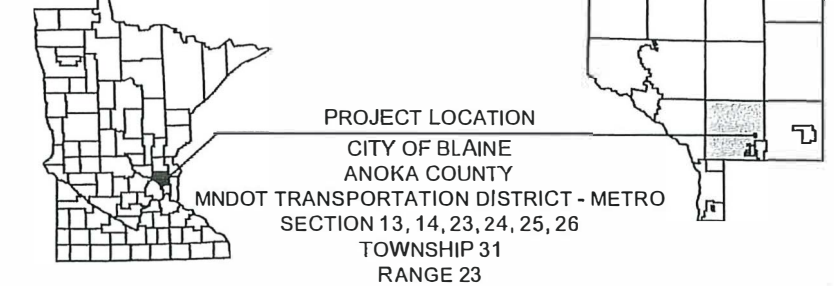 PROJECT LOCATION
CITY OF BLAINE
ANOKA COUNTY
MNDOT TRANSPORTATION DISTRICT - METRO
SECTION 13, 14, 23, 24, 25, 26
TOWNSHIP 31
RANGE 23